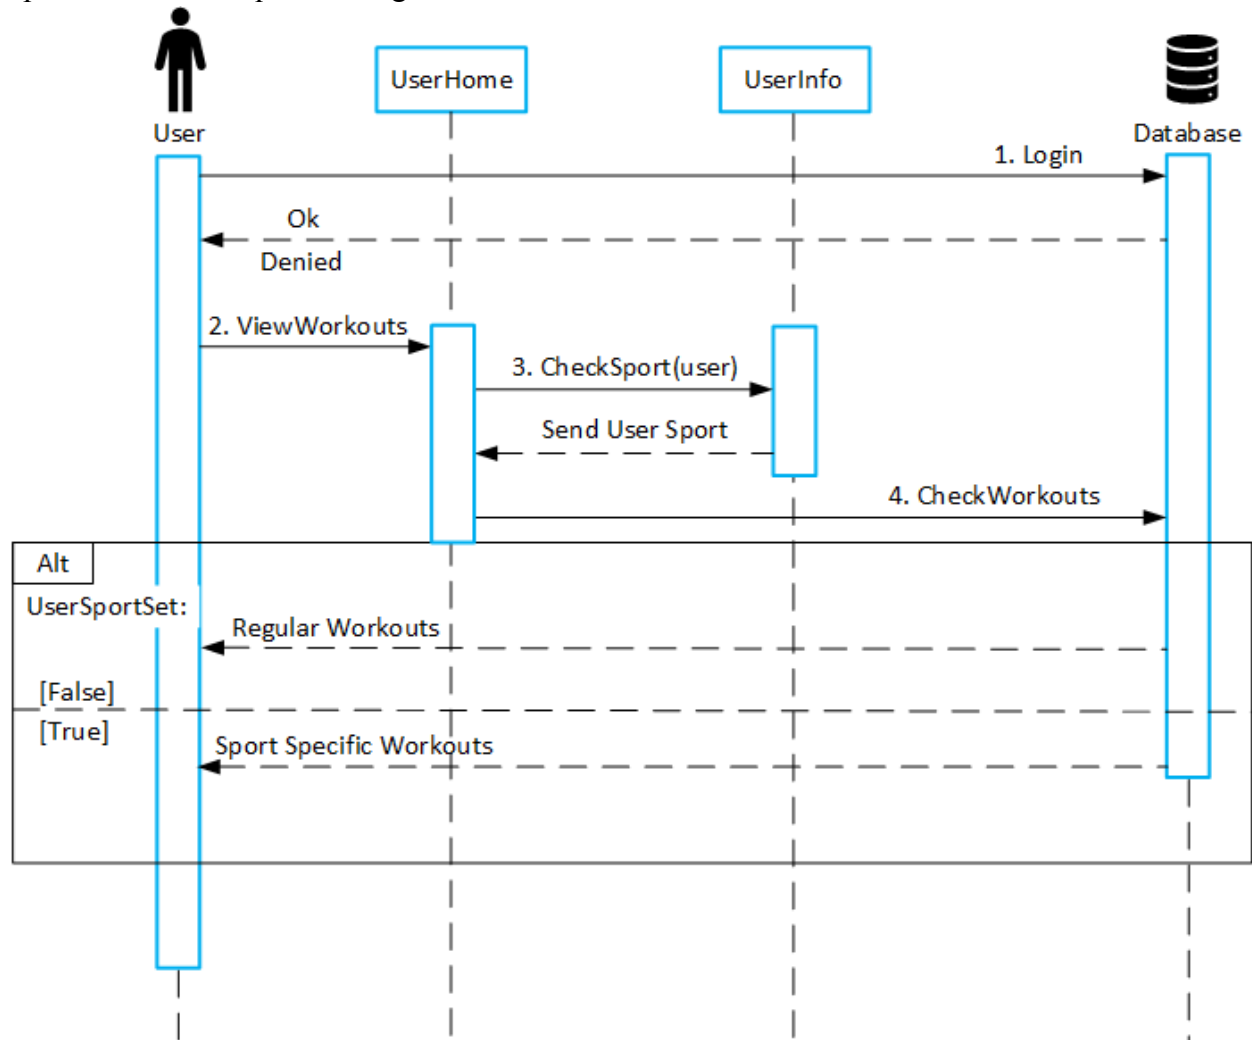 UserHome
UserInfo
User
Database
1. Login
Ok
Denied
2. ViewWorkouts
3. CheckSport(user)
Send User Sport
4. CheckWorkouts
Alt
UserSportSet:
Regular Workouts
[False]
[True]
Sport Specific Workouts